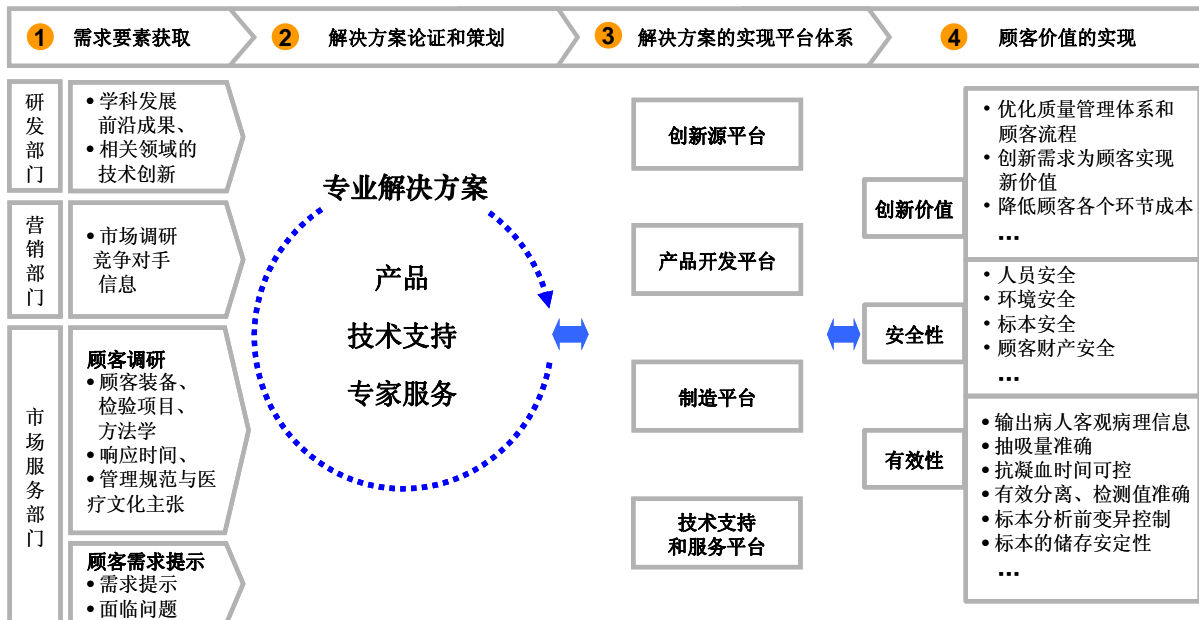 1 需求要素获取
2 解决方案论证和策划
3 解决方案的实现平台体系
4 顾客价值的实现
研发部门
• 学科发展
前沿成果、
• 相关领域的
技术创新
营销部门
• 市场调研
竞争对手
信息
市场服务部门
顾客调研
• 顾客装备、
检验项目、
方法学
• 响应时间、
• 管理规范与医
疗文化主张
顾客需求提示
• 需求提示
• 面临问题
专业解决方案
产品
技术支持
专家服务
创新源平台
产品开发平台
制造平台
技术支持
和服务平台
创新价值
• 优化质量管理体系和
顾客流程
• 创新需求为顾客实现
新价值
• 降低顾客各个环节成本
...
安全性
• 人员安全
• 环境安全
• 标本安全
• 顾客财产安全
...
有效性
• 输出病人客观病理信息
• 抽吸量准确
• 抗凝血时间可控
• 有效分离、检测值准确
• 标本分析前变异控制
• 标本的储存安定性
...